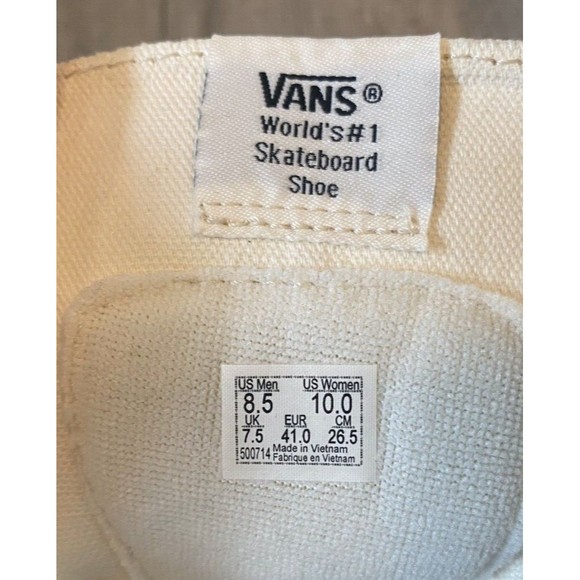 VANS®
World's#1
Skateboard
Shoe
US Men US Women
8.5 10.0
UK EUR CM
7.5 41.0 26.5
500714 Made in Vietnam
Fabrique en Vietnam